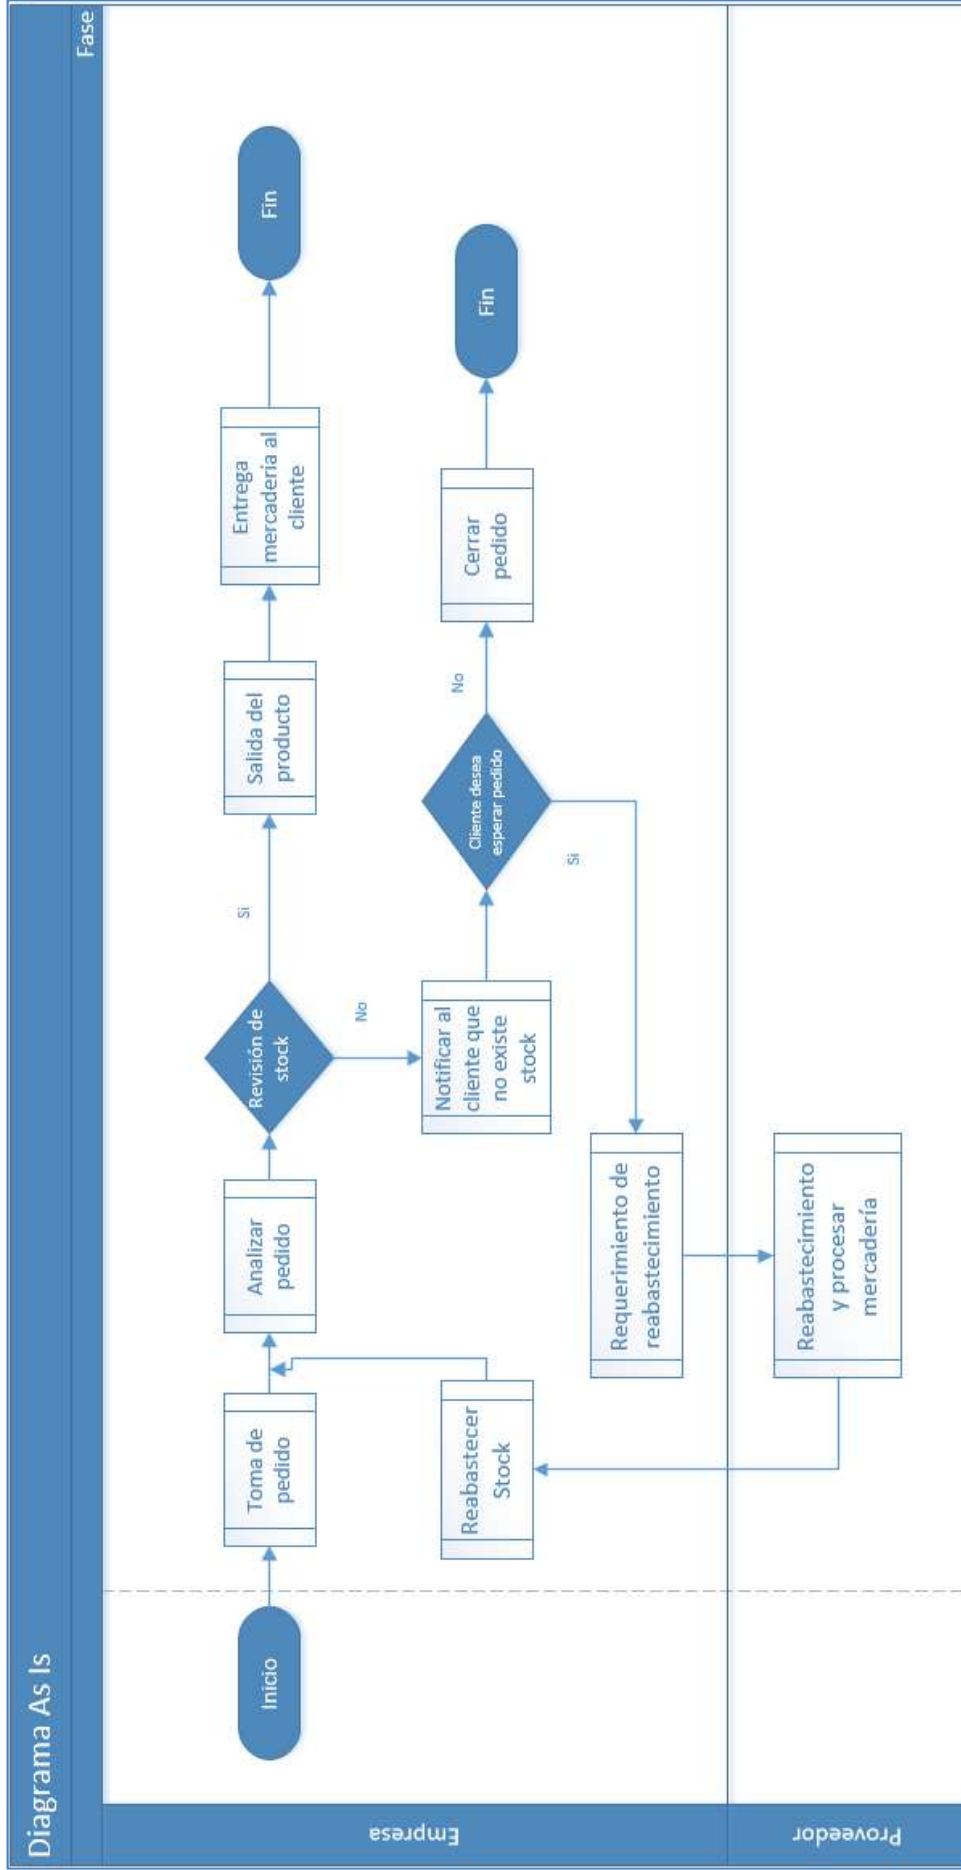 Diagrama As Is
Fase
Empresa
Inicio
Toma de
pedido
Analizar
pedido
Revisión de
stock
Si
Salida del
producto
Entrega
mercaderia al
cliente
Fin
No
Notificar al
cliente que
no existe
stock
Cliente desea
esperar pedido
No
Cerrar
pedido
Fin
Si
Reabastecer
Stock
Requerimiento de
reabastecimiento
Proveedor
Reabastecimiento
y procesar
mercadería